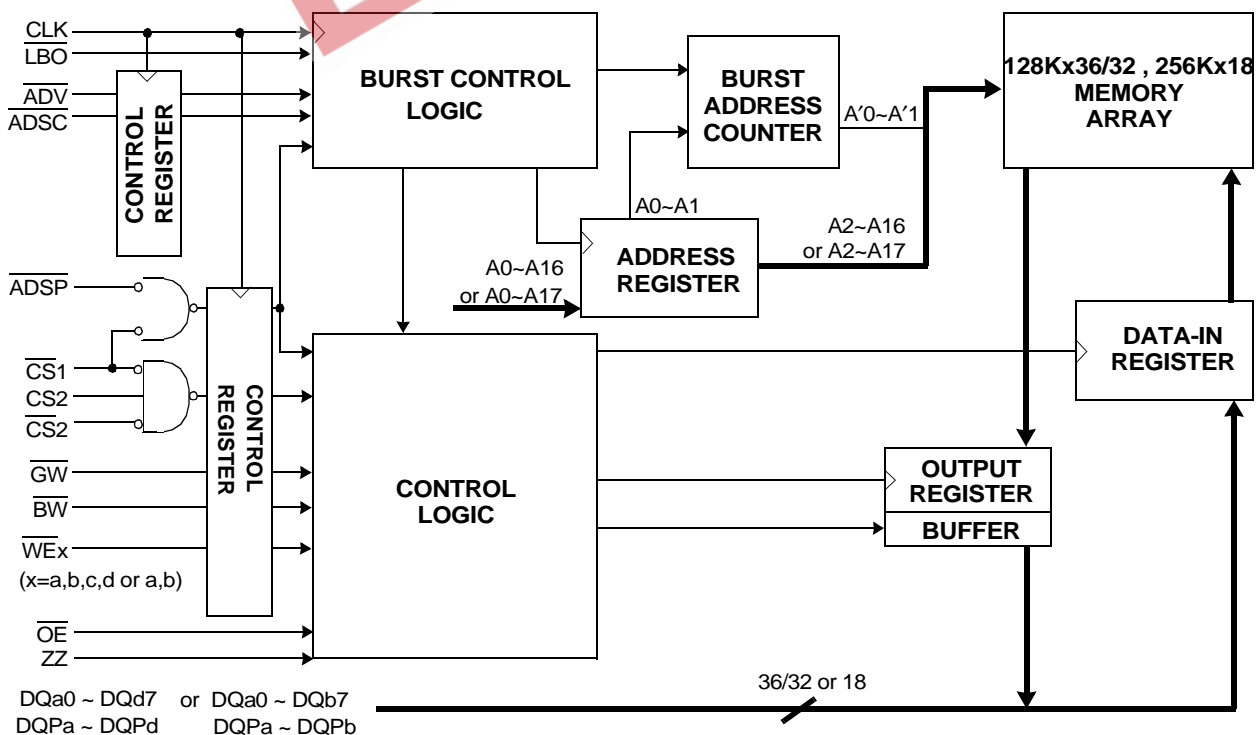 CLK
LBO
ADV
ADSC
CONTROL
REGISTER
BURST CONTROL
LOGIC
BURST
ADDRESS
COUNTER
A′0~A′1
128Kx36/32 , 256Kx18
MEMORY
ARRAY
A0~A1
ADDRESS
REGISTER
A2~A16
or A2~A17
A0~A16
or A0~A17
ADSP
CS1
CS2
CS2
CONTROL
REGISTER
GW
BW
WEx
(x=a,b,c,d or a,b)
OE
ZZ
CONTROL
LOGIC
DATA-IN
REGISTER
OUTPUT
REGISTER
BUFFER
36/32 or 18
DQa0 ~ DQd7 or DQa0 ~ DQb7
DQPa ~ DQPd DQPa ~ DQPb